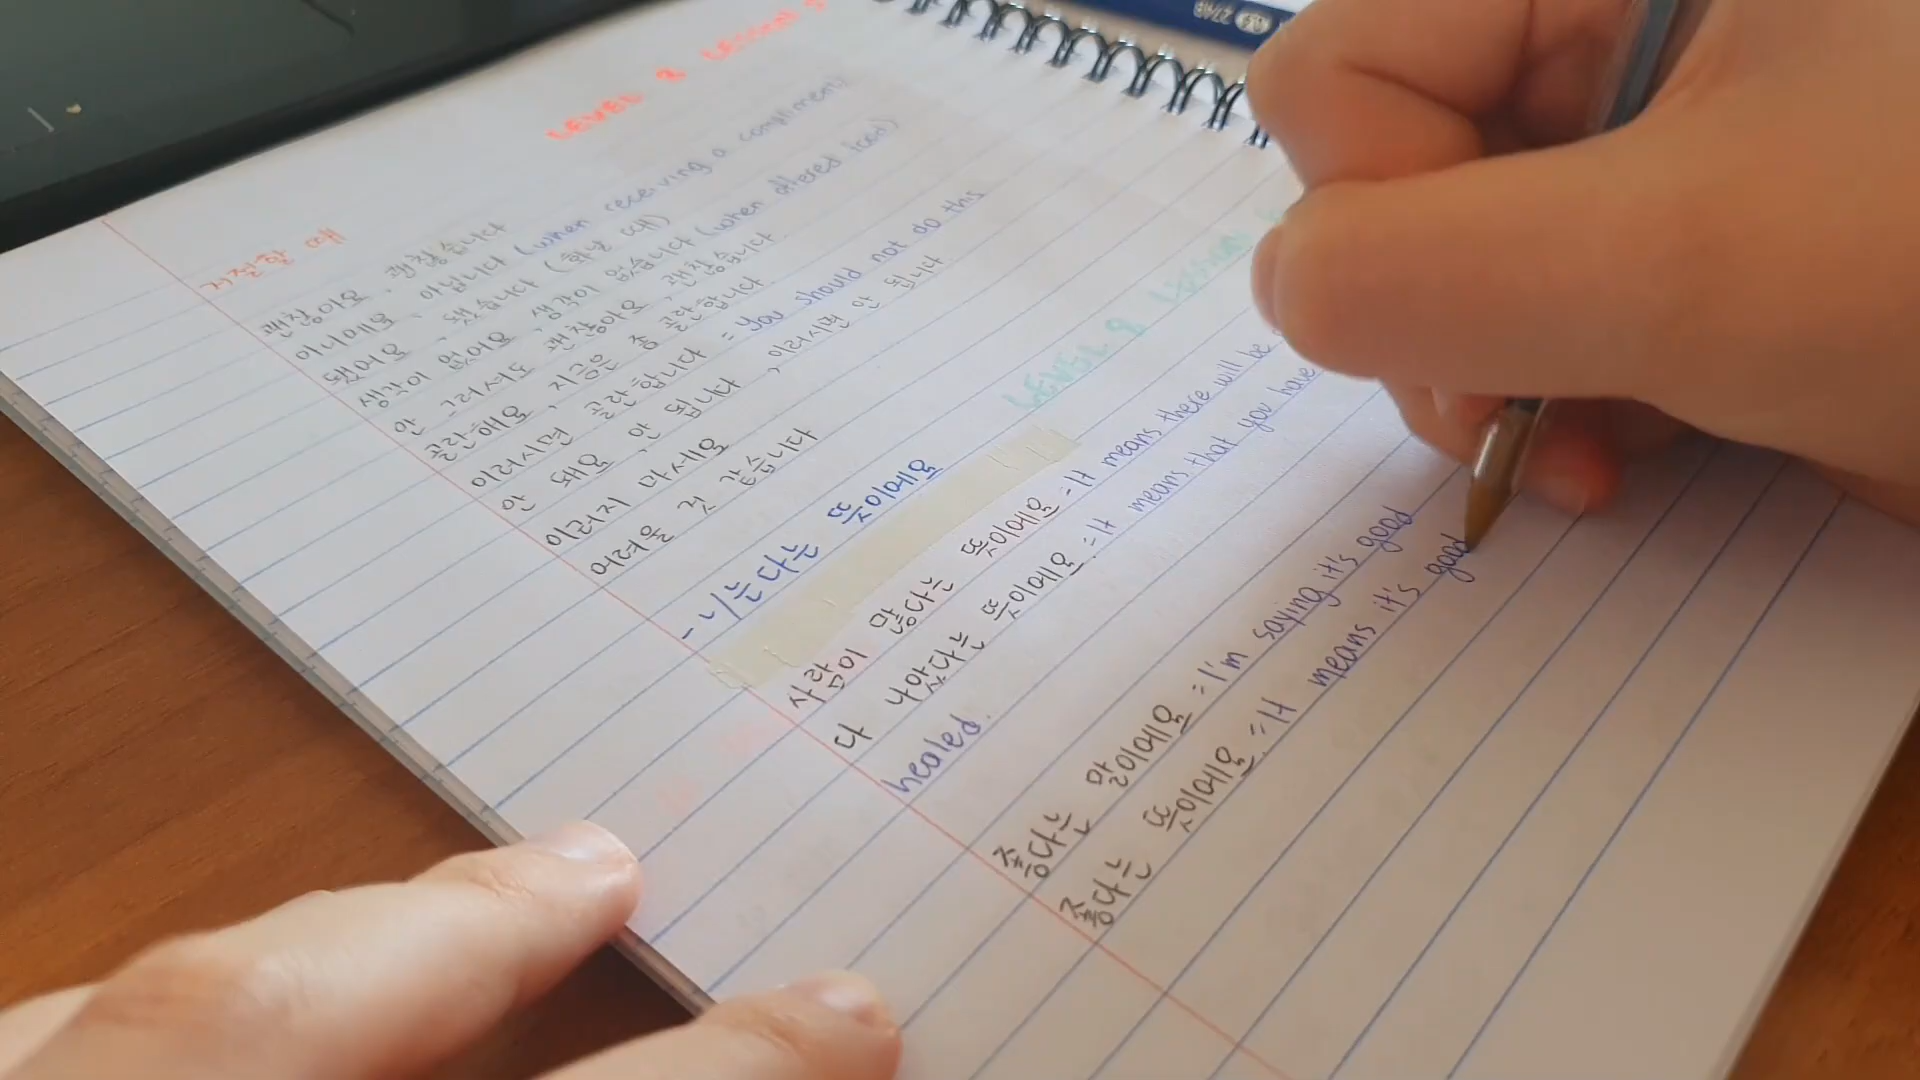 LEVEL 8 LESSON
거절할 때
괜찮아요, 괜찮습니다
아니에요, 아닙니다 (when receiving a compliment)
됐어요, 됐습니다 (화날 때)
생각이 없어요, 생각이 없습니다 (when offered food)
안 그러셔도 괜찮아요, 괜찮습니다
곤란해요, 지금은 좀 곤란합니다
이러시면 곤란합니다 = you should not do this
안 돼요, 안 됩니다, 이러시면 안 됩니다
이러지 마세요
어려울 것 같습니다
LEVEL 8 LESSON
-ㄴ/는다는 뜻이에요
사람이 많다는 뜻이에요 = It means there will be
다 나았다는 뜻이에요 = It means that you have
healed.
좋다는 말이에요 = I'm saying it's good
좋다는 뜻이에요 = It means it's good